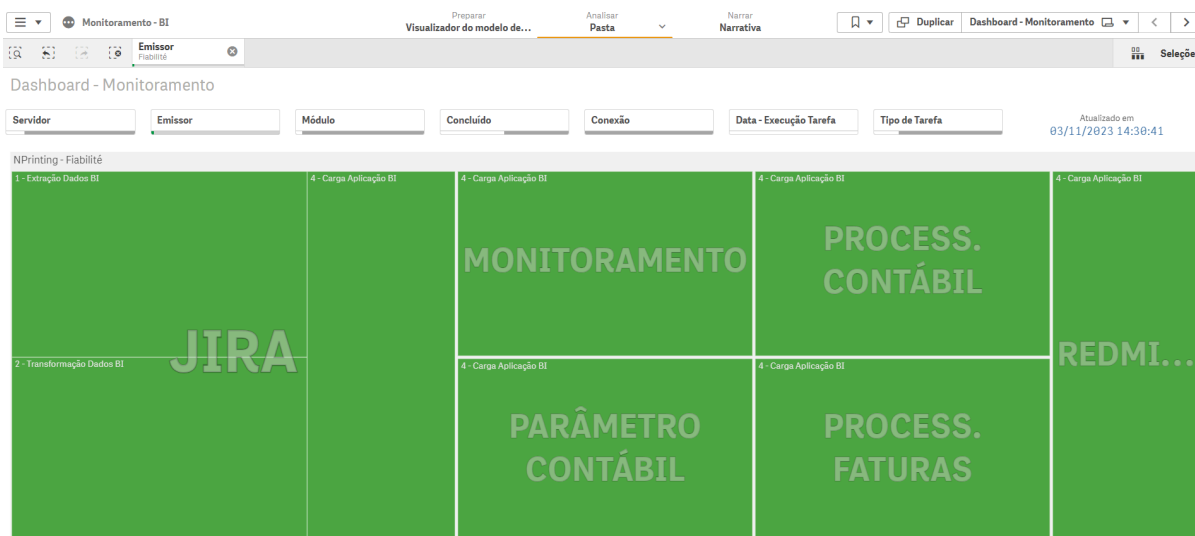 Monitoramento - BI
Preparar
Visualizador do modelo de...
Analisar
Pasta
Narrar
Narrativa
Duplicar
Dashboard - Monitoramento
Emissor
Fiabilité
Seleçõe
Dashboard - Monitoramento
Servidor
Emissor
Módulo
Concluído
Conexão
Data - Execução Tarefa
Tipo de Tarefa
Atualizado em
03/11/2023 14:30:41
NPrinting - Fiabilité
1 - Extração Dados BI
4 - Carga Aplicação BI
4 - Carga Aplicação BI
4 - Carga Aplicação BI
4 - Carga Aplicação BI
MONITORAMENTO
PROCESS.
CONTÁBIL
JIRA
REDMI...
2 - Transformação Dados BI
4 - Carga Aplicação BI
4 - Carga Aplicação BI
PARÂMETRO
CONTÁBIL
PROCESS.
FATURAS